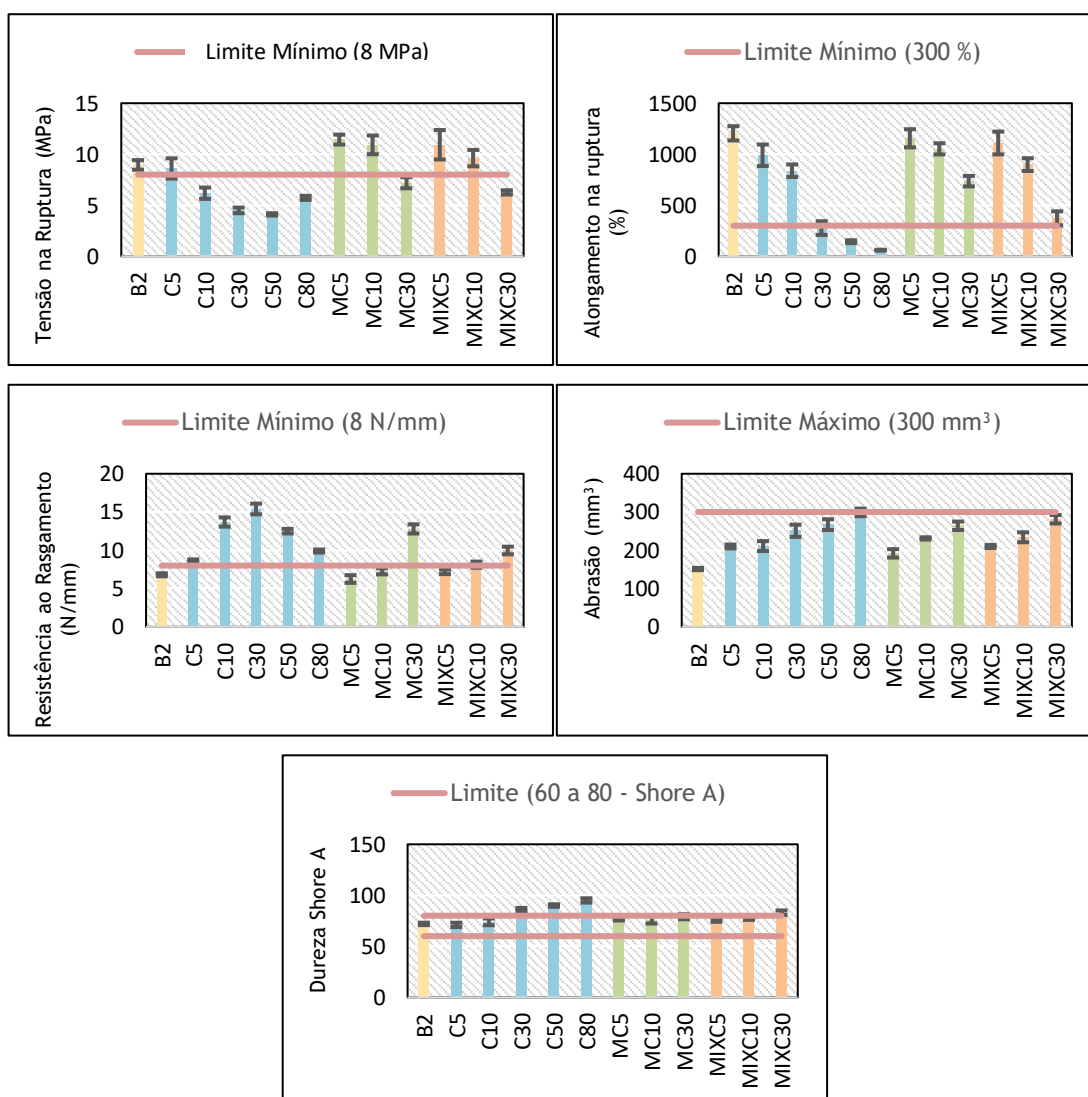 Limite Mínimo (8 MPa)
Tensão na Ruptura (MPa)
15
10
5
0
B2
C5
C10
C30
C50
C80
MC5
MC10
MC30
MIXC5
MIXC10
MIXC30
Limite Mínimo (300 %)
Alongamento na ruptura
(%)
1500
1000
500
0
B2
C5
C10
C30
C50
C80
MC5
MC10
MC30
MIXC5
MIXC10
MIXC30
Limite Mínimo (8 N/mm)
Resistência ao Rasgamento
(N/mm)
20
15
10
5
0
B2
C5
C10
C30
C50
C80
MC5
MC10
MC30
MIXC5
MIXC10
MIXC30
Limite Máximo (300 mm³)
Abrasão (mm³)
400
300
200
100
0
B2
C5
C10
C30
C50
C80
MC5
MC10
MC30
MIXC5
MIXC10
MIXC30
Limite (60 a 80 - Shore A)
Dureza Shore A
150
100
50
0
B2
C5
C10
C30
C50
C80
MC5
MC10
MC30
MIXC5
MIXC10
MIXC30